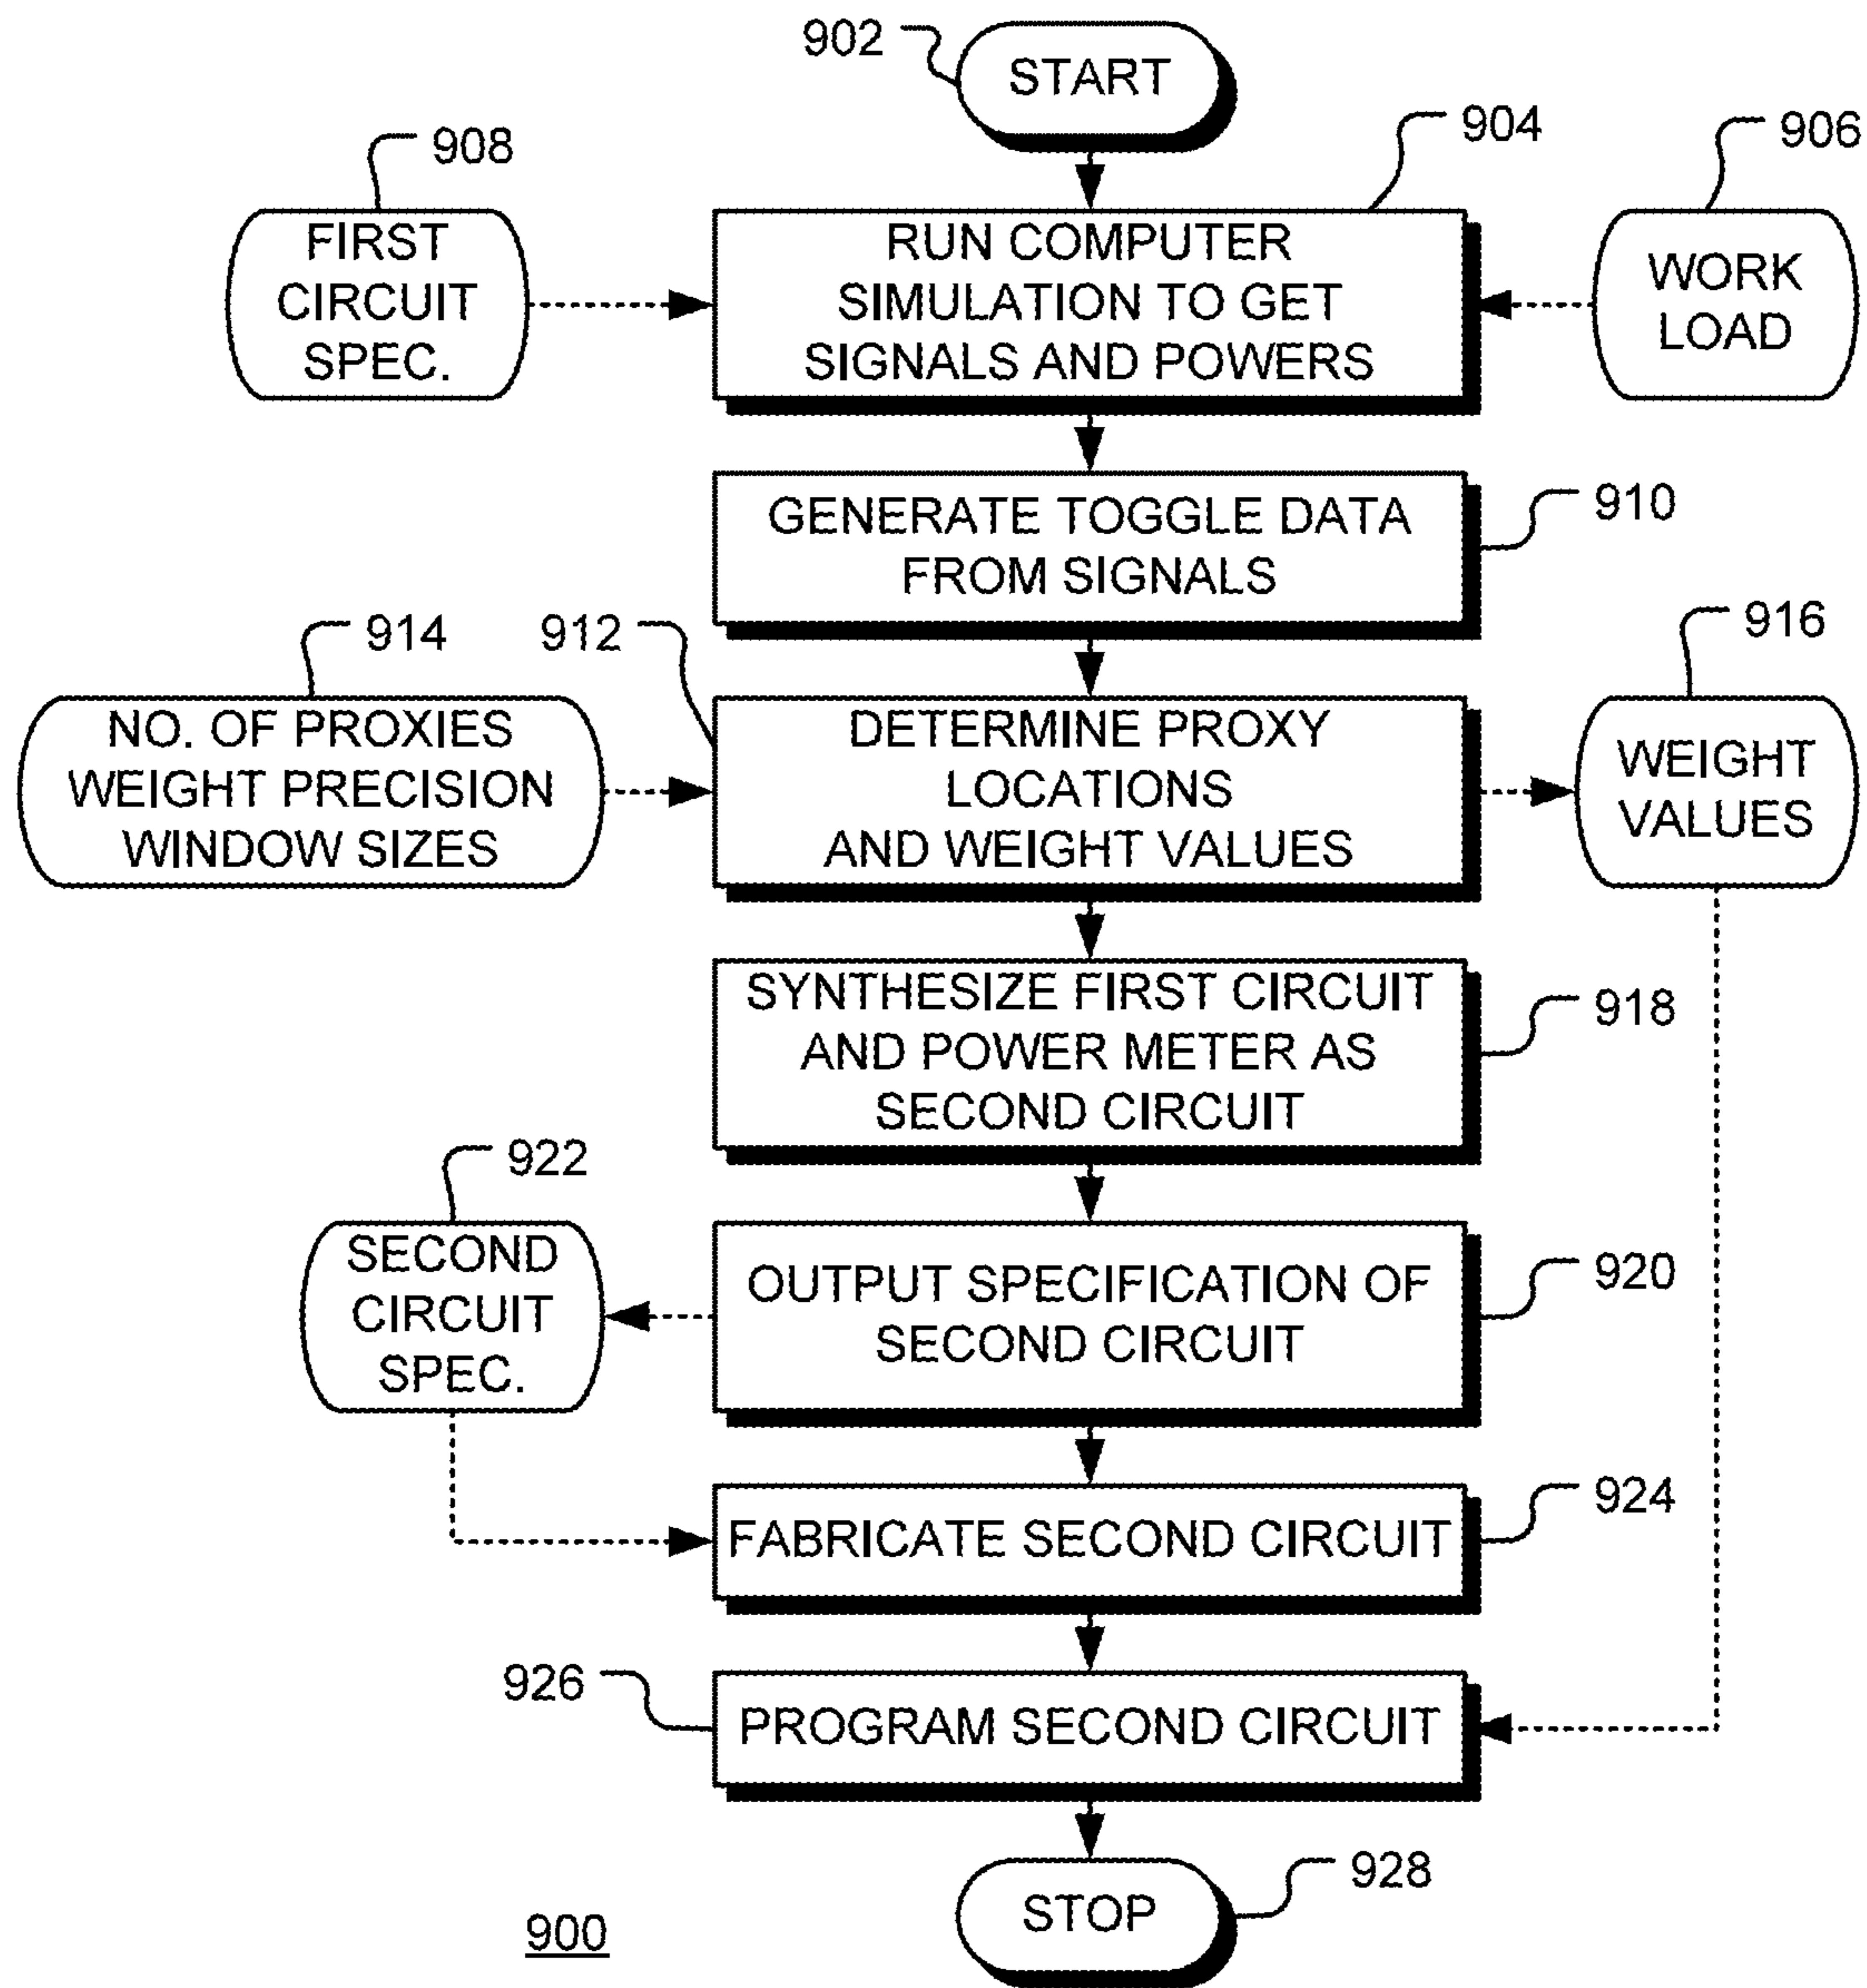 902
START
908
904
906
FIRST
CIRCUIT
SPEC.
RUN COMPUTER
SIMULATION TO GET
SIGNALS AND POWERS
WORK
LOAD
GENERATE TOGGLE DATA
FROM SIGNALS
910
914
912
916
NO. OF PROXIES
WEIGHT PRECISION
WINDOW SIZES
DETERMINE PROXY
LOCATIONS
AND WEIGHT VALUES
WEIGHT
VALUES
SYNTHESIZE FIRST CIRCUIT
AND POWER METER AS
SECOND CIRCUIT
918
922
SECOND
CIRCUIT
SPEC.
OUTPUT SPECIFICATION OF
SECOND CIRCUIT
920
FABRICATE SECOND CIRCUIT
924
926
PROGRAM SECOND CIRCUIT
STOP
928
900